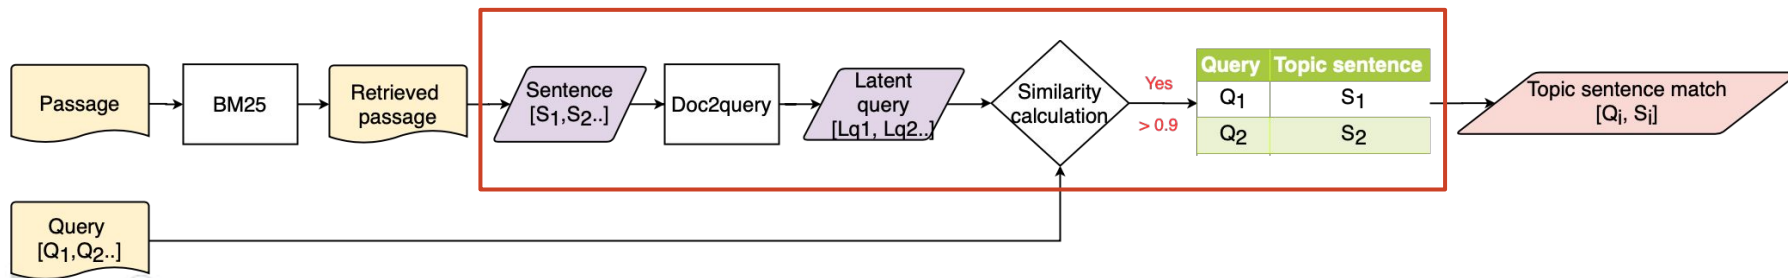 Passage
BM25
Retrieved
passage
Sentence
[S1,S2..]
Doc2query
Latent
query
[Lq1, Lq2..]
Similarity
calculation
Yes
> 0.9
Query Topic sentence
Q1 S1
Q2 S2
Topic sentence match
[Qi, Si]
Query
[Q1,Q2..]